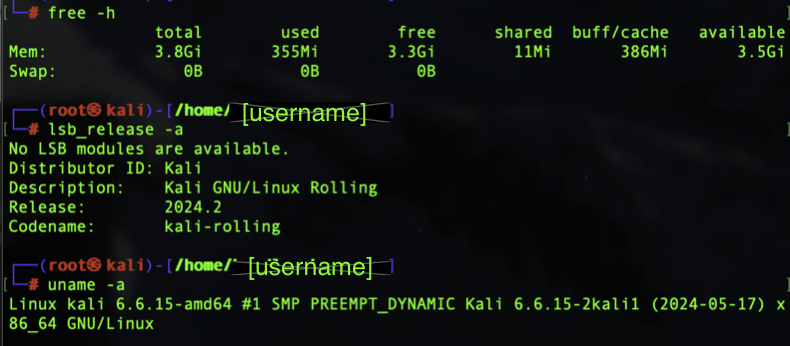 └─# free -h
total used free shared buff/cache available
Mem: 3.8Gi 355Mi 3.3Gi 11Mi 386Mi 3.5Gi
Swap: 0B 0B 0B
┌──(root㉿kali)-[/home/[username] ]
└─# lsb_release -a
No LSB modules are available.
Distributor ID: Kali
Description: Kali GNU/Linux Rolling
Release: 2024.2
Codename: kali-rolling
┌──(root㉿kali)-[/home/[username] ]
└─# uname -a
Linux kali 6.6.15-amd64 #1 SMP PREEMPT_DYNAMIC Kali 6.6.15-2kali1 (2024-05-17) x
86_64 GNU/Linux